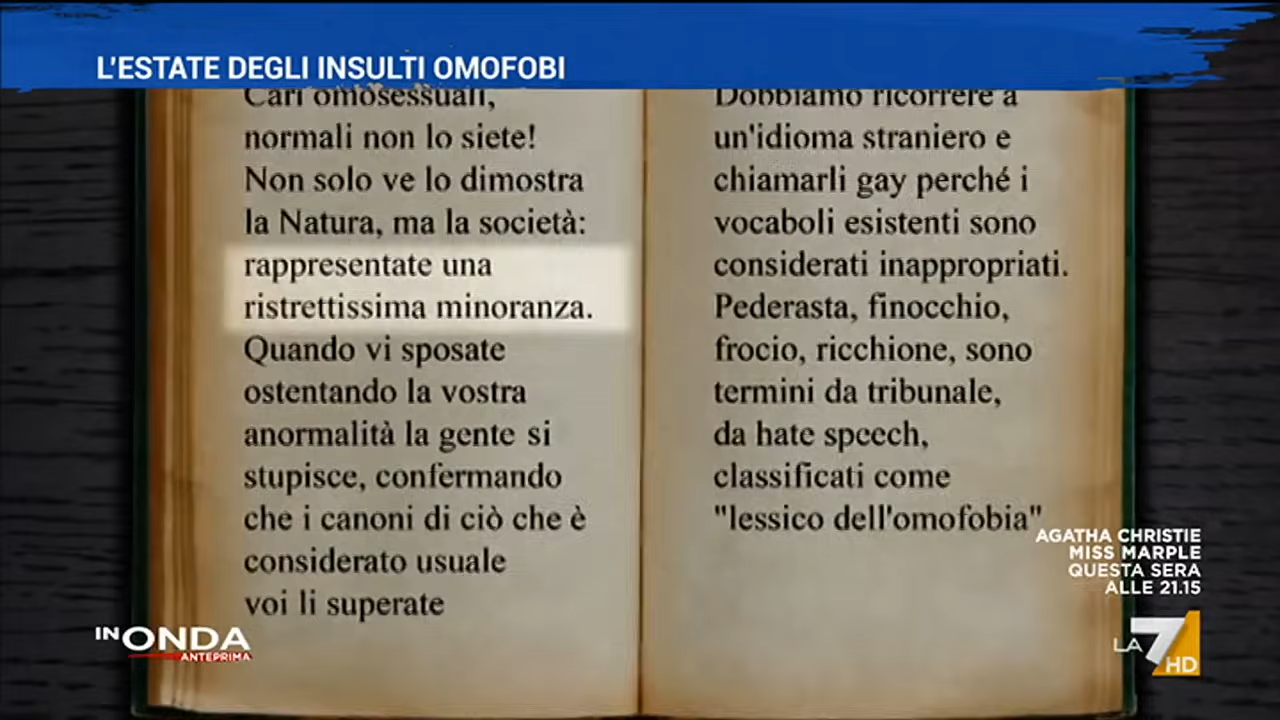 L'ESTATE DEGLI INSULTI OMOFOBI
Cari omosessuali,
normali non lo siete!
Non solo ve lo dimostra
la Natura, ma la società:
rappresentate una
ristrettissima minoranza.
Quando vi sposate
ostentando la vostra
anormalità la gente si
stupisce, confermando
che i canoni di ciò che è
considerato usuale
voi li superate
Dobbiamo ricorrere a
un'idioma straniero e
chiamarli gay perché i
vocaboli esistenti sono
considerati inappropriati.
Pederasta, finocchio,
frocio, ricchione, sono
termini da tribunale,
da hate speech,
classificati come
"lessico dell'omofobia"
AGATHA CHRISTIE
MISS MARPLE
QUESTA SERA
ALLE 21.15
IN ONDA
ANTEPRIMA
LA7
HD